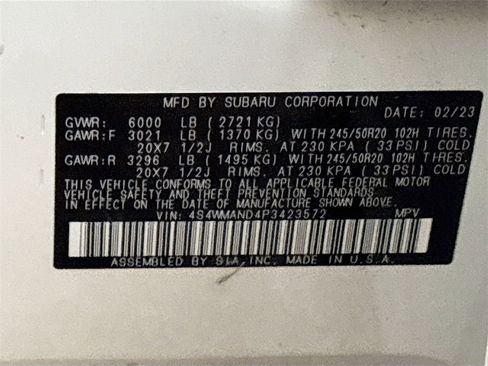 MFD BY SUBARU CORPORATION
DATE: 02/23
GVWR: 6000 LB (2721 KG)
GAWR:F 3021 LB (1370 KG) WITH 245/50R20 102H TIRES,
20X7 1/2J RIMS, AT 230 KPA (33 PSI) COLD
GAWR:R 3296 LB (1495 KG) WITH 245/50R20 102H TIRES,
20X7 1/2J RIMS, AT 230 KPA (33 PSI) COLD
THIS VEHICLE CONFORMS TO ALL APPLICABLE FEDERAL MOTOR
VEHICLE SAFETY AND THEFT PREVENTION STANDARDS
IN EFFECT ON THE DATE OF MANUFACTURE SHOWN ABOVE.
VIN: 4S4WMAND4P3423572 MPV
ASSEMBLED BY SIA,INC. MADE IN U.S.A.